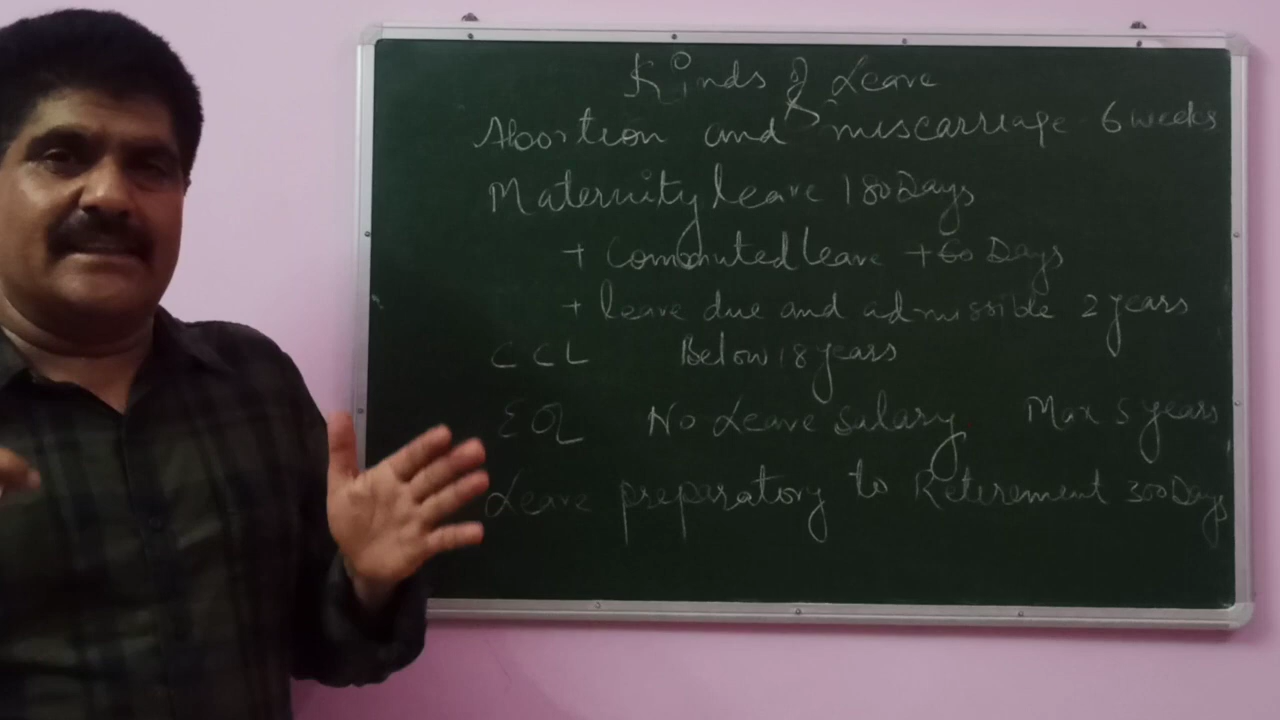 Kinds of Leave
Abortion and miscarriage 6 weeks
Maternity leave 180 Days
+ Commuted leave + 60 Days
+ leave due and admissible 2 years
CCL Below 18 years
EOL No Leave salary Max 5 years
Leave preparatory to Retirement 300 Days